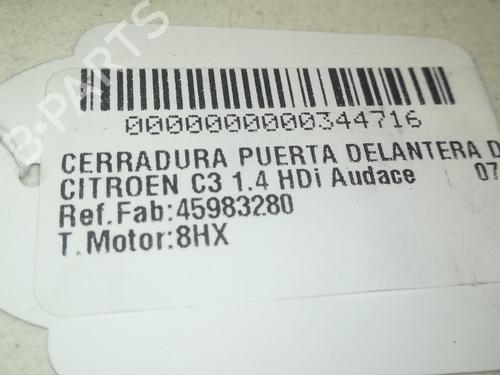 B-PARTS
0000000000344716
CERRADURA PUERTA DELANTERA D
CITROEN C3 1.4 HDi Audace 07
Ref.Fab:45983280
T.Motor:8HX